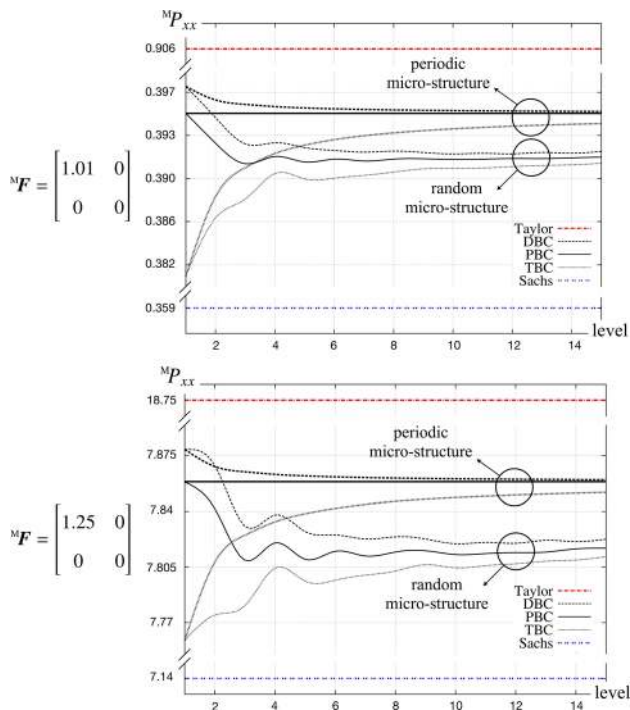 ᴹPxx
0.906
0.397
0.393
0.390
0.386
0.382
0.359
periodic
micro-structure
random
micro-structure
ᴹF = [1.01 0
0 0]
Taylor
DBC
PBC
TBC
Sachs
2 4 6 8 10 12 14
level
ᴹPxx
18.75
7.875
7.84
7.805
7.77
7.14
periodic
micro-structure
random
micro-structure
ᴹF = [1.25 0
0 0]
Taylor
DBC
PBC
TBC
Sachs
2 4 6 8 10 12 14
level